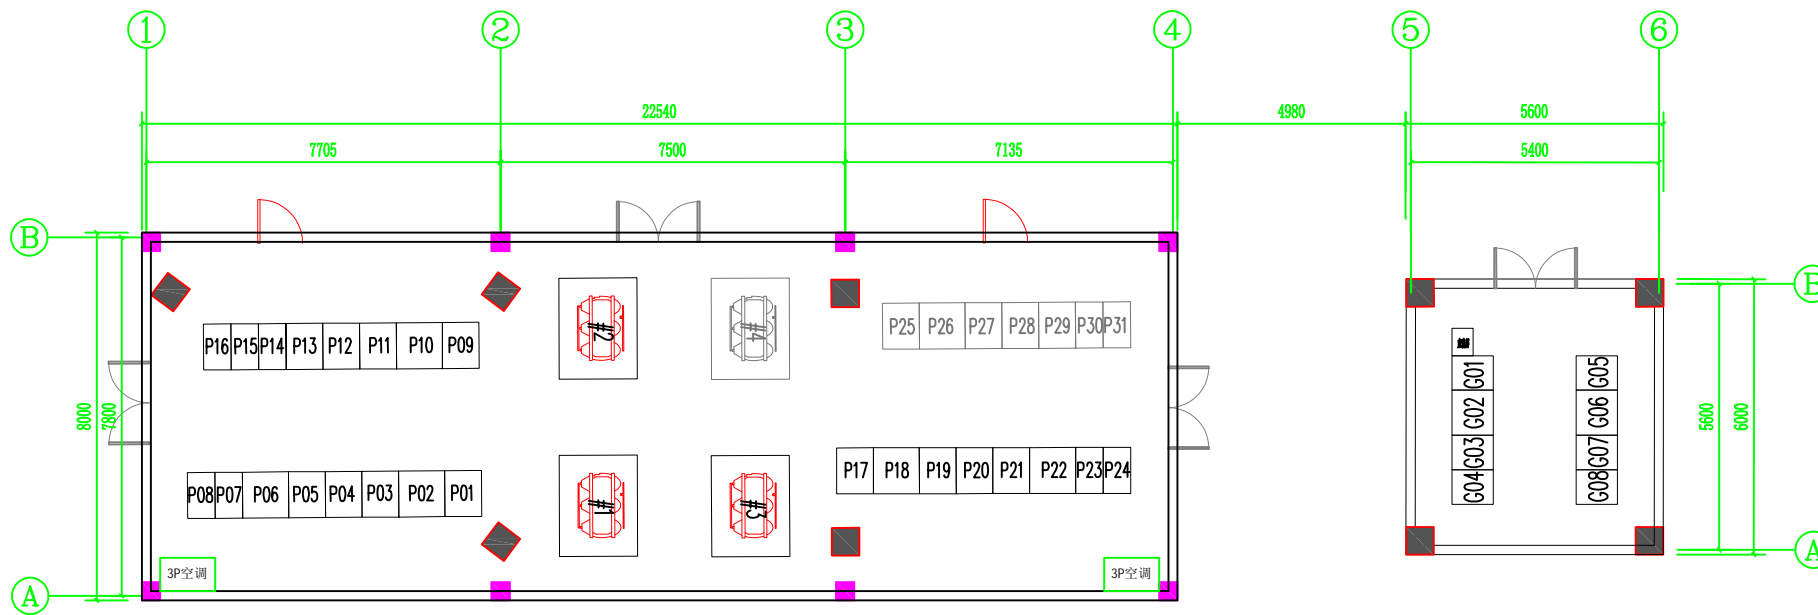 1 2 3 4 5 6
22540 4980 5600
7705 7500 7135 5400
B B
#2 #4
P25 P26 P27 P28 P29 P30 P31
P16 P15 P14 P13 P12 P11 P10 P09
G01 G05
8000 7800
G02 G06
5600 6000
G03 G07
P17 P18 P19 P20 P21 P22 P23 P24
G04 G08
P08 P07 P06 P05 P04 P03 P02 P01
#1 #3
A
3P空调 3P空调
A